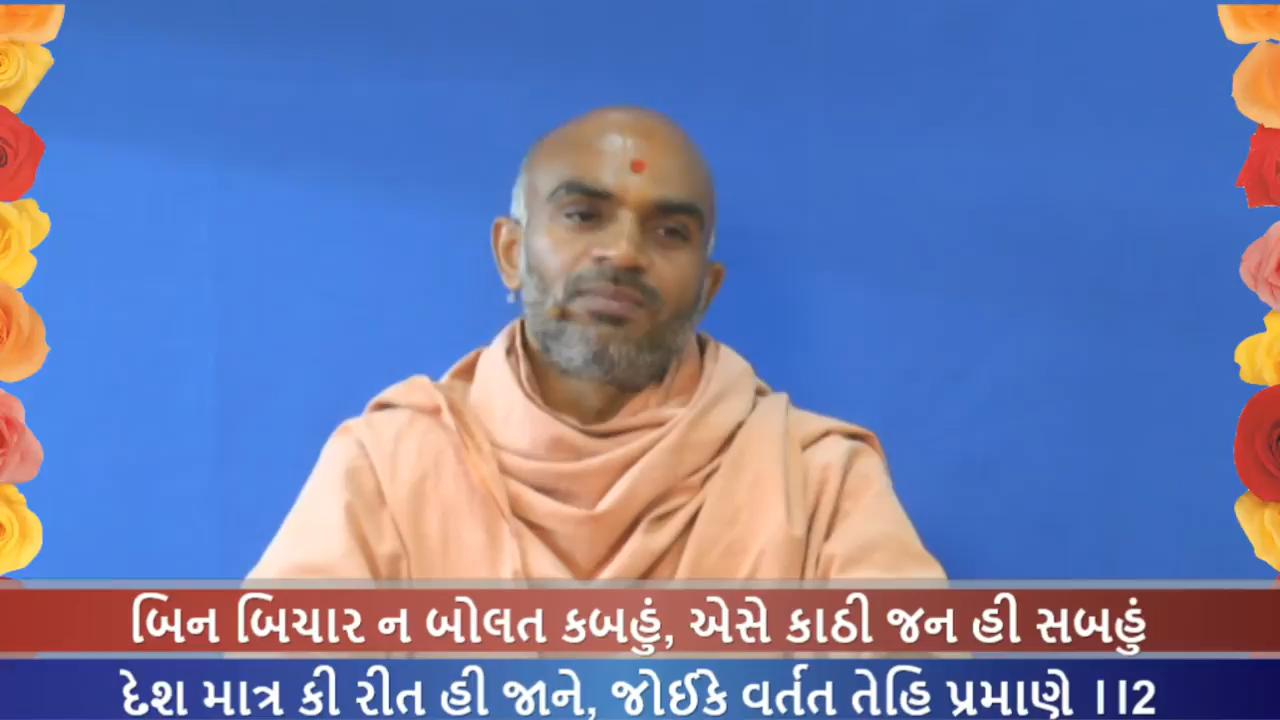 બિન બિચાર ન બોલત કબહું, એસે કાઠી જન હી સબહું
દેશ માત્ર કી રીત હી જાને, જોઈકે વર્તત તેહિ પ્રમાણે ।।2